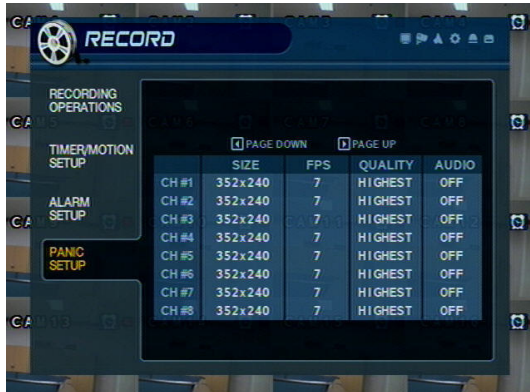 RECORD
RECORDING OPERATIONS
TIMER/MOTION SETUP
ALARM SETUP
PANIC SETUP
PAGE DOWN PAGE UP
SIZE FPS QUALITY AUDIO
CH #1 352x240 7 HIGHEST OFF
CH #2 352x240 7 HIGHEST OFF
CH #3 352x240 7 HIGHEST OFF
CH #4 352x240 7 HIGHEST OFF
CH #5 352x240 7 HIGHEST OFF
CH #6 352x240 7 HIGHEST OFF
CH #7 352x240 7 HIGHEST OFF
CH #8 352x240 7 HIGHEST OFF